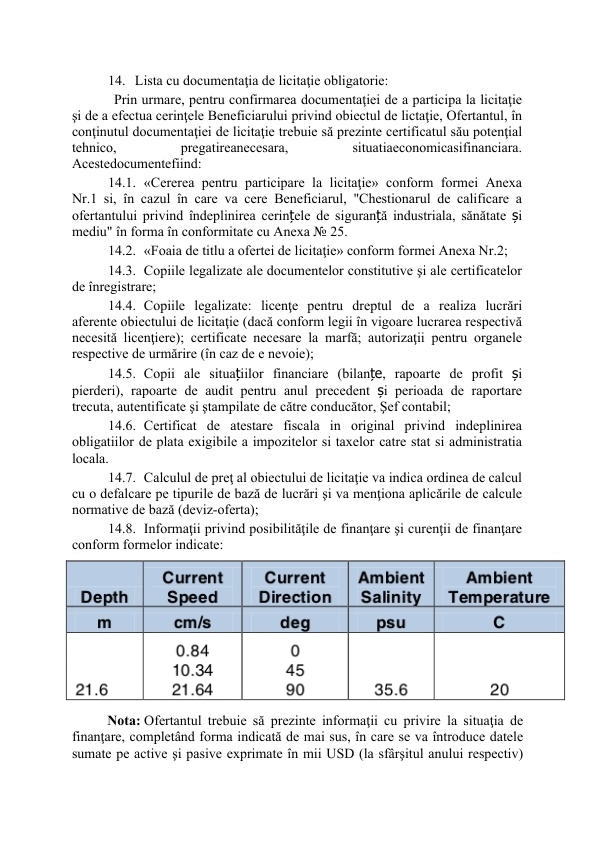 14. Lista cu documentaţia de licitaţie obligatorie:
Prin urmare, pentru confirmarea documentaţiei de a participa la licitaţie
şi de a efectua cerinţele Beneficiarului privind obiectul de lictaţie, Ofertantul, în
conţinutul documentaţiei de licitaţie trebuie să prezinte certificatul său potenţial
tehnico, pregatireanecesara, situatiaeconomicasifinanciara.
Acestedocumentefiind:
14.1. «Cererea pentru participare la licitaţie» conform formei Anexa
Nr.1 si, în cazul în care va cere Beneficiarul, "Chestionarul de calificare a
ofertantului privind îndeplinirea cerințele de siguranță industriala, sănătate și
mediu" în forma în conformitate cu Anexa № 25.
14.2. «Foaia de titlu a ofertei de licitaţie» conform formei Anexa Nr.2;
14.3. Copiile legalizate ale documentelor constitutive şi ale certificatelor
de înregistrare;
14.4. Copiile legalizate: licenţe pentru dreptul de a realiza lucrări
aferente obiectului de licitaţie (dacă conform legii în vigoare lucrarea respectivă
necesită licenţiere); certificate necesare la marfă; autorizaţii pentru organele
respective de urmărire (în caz de e nevoie);
14.5. Copii ale situațiilor financiare (bilanțe, rapoarte de profit și
pierderi), rapoarte de audit pentru anul precedent și perioada de raportare
trecuta, autentificate şi ştampilate de către conducător, Şef contabil;
14.6. Certificat de atestare fiscala in original privind indeplinirea
obligatiilor de plata exigibile a impozitelor si taxelor catre stat si administratia
locala.
14.7. Calculul de preţ al obiectului de licitaţie va indica ordinea de calcul
cu o defalcare pe tipurile de bază de lucrări şi va menţiona aplicările de calcule
normative de bază (deviz-oferta);
14.8. Informaţii privind posibilităţile de finanţare şi curenţii de finanţare
conform formelor indicate:
Depth Current Speed Current Direction Ambient Salinity Ambient Temperature
m cm/s deg psu C
0.84 0
10.34 45
21.6 21.64 90 35.6 20
Nota: Ofertantul trebuie să prezinte informaţii cu privire la situaţia de
finanţare, completând forma indicată de mai sus, în care se va întroduce datele
sumate pe active şi pasive exprimate în mii USD (la sfârşitul anului respectiv)